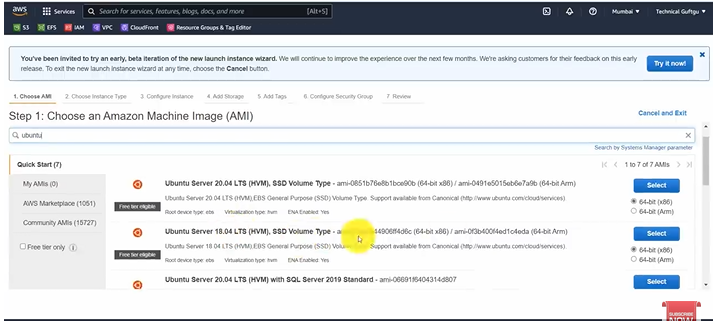 aws
Services
Search for services, features, blogs, docs, and more
[Alt+S]
Mumbai
Technical Guftgu
S3
EFS
IAM
VPC
CloudFront
Resource Groups & Tag Editor
You've been invited to try an early, beta iteration of the new launch instance wizard. We will continue to improve the experience over the next few months. We're asking customers for their feedback on this early
release. To exit the new launch instance wizard at any time, choose the Cancel button.
Try it now!
1. Choose AMI
2. Choose Instance Type
3. Configure Instance
4. Add Storage
5. Add Tags
6. Configure Security Group
7. Review
Step 1: Choose an Amazon Machine Image (AMI)
Cancel and Exit
ubuntu
Search by Systems Manager parameter
Quick Start (7)
1 to 7 of 7 AMIs
My AMIs (0)
AWS Marketplace (1051)
Community AMIs (15727)
Free tier only
Ubuntu Server 20.04 LTS (HVM), SSD Volume Type - ami-0851b76e8b1bce90b (64-bit x86) / ami-0491e5015eb6e7a9b (64-bit Arm)
Free tier eligible
Ubuntu Server 20.04 LTS (HVM),EBS General Purpose (SSD) Volume Type. Support available from Canonical (http://www.ubuntu.com/cloud/services)
Root device type: ebs Virtualization type: hvm ENA Enabled: Yes
Select
64-bit (x86)
64-bit (Arm)
Ubuntu Server 18.04 LTS (HVM), SSD Volume Type - 44906ff4d6c (64-bit x86) / ami-0f3b400f4ed1c4eda (64-bit Arm)
Free tier eligible
Ubuntu Server 18.04 LTS (HVM),EBS General Purpose (SSD) Volume Type. Support available from Canonical (http://www.ubuntu.com/cloud/services)
Root device type: ebs Virtualization type: hvm ENA Enabled: Yes
Select
64-bit (x86)
64-bit (Arm)
Ubuntu Server 20.04 LTS (HVM) with SQL Server 2019 Standard - ami-06691f6404314d807
Select
SUBSCRIBE
NOW